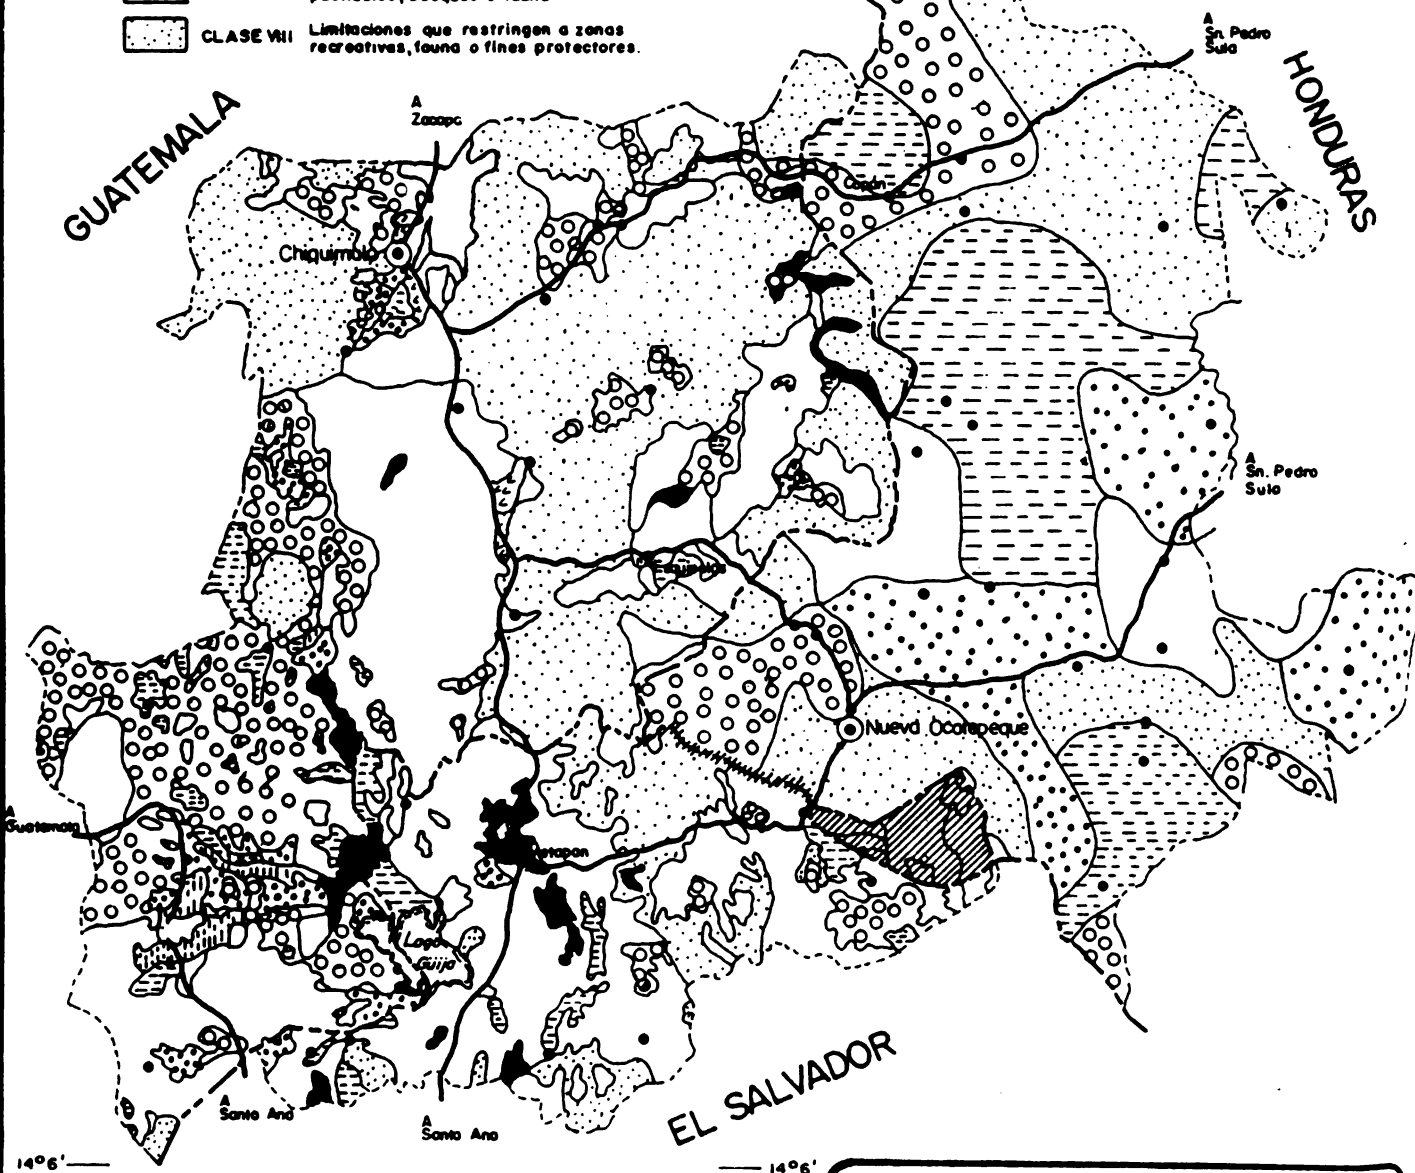 CLASE VIII Limitaciones que restringen a zonas
recreativas, fauna o fines protectores.
GUATEMALA
HONDURAS
A
Zacapa
A
Sn. Pedro
Sula
Copán
Chiquimula
A
Sn. Pedro
Sula
Esquipulas
Nueva Ocotepeque
A
Guatemala
Metapan
Lago
Güija
A
Santa Ana
A
Santa Ana
EL SALVADOR
14°6'
14°6'